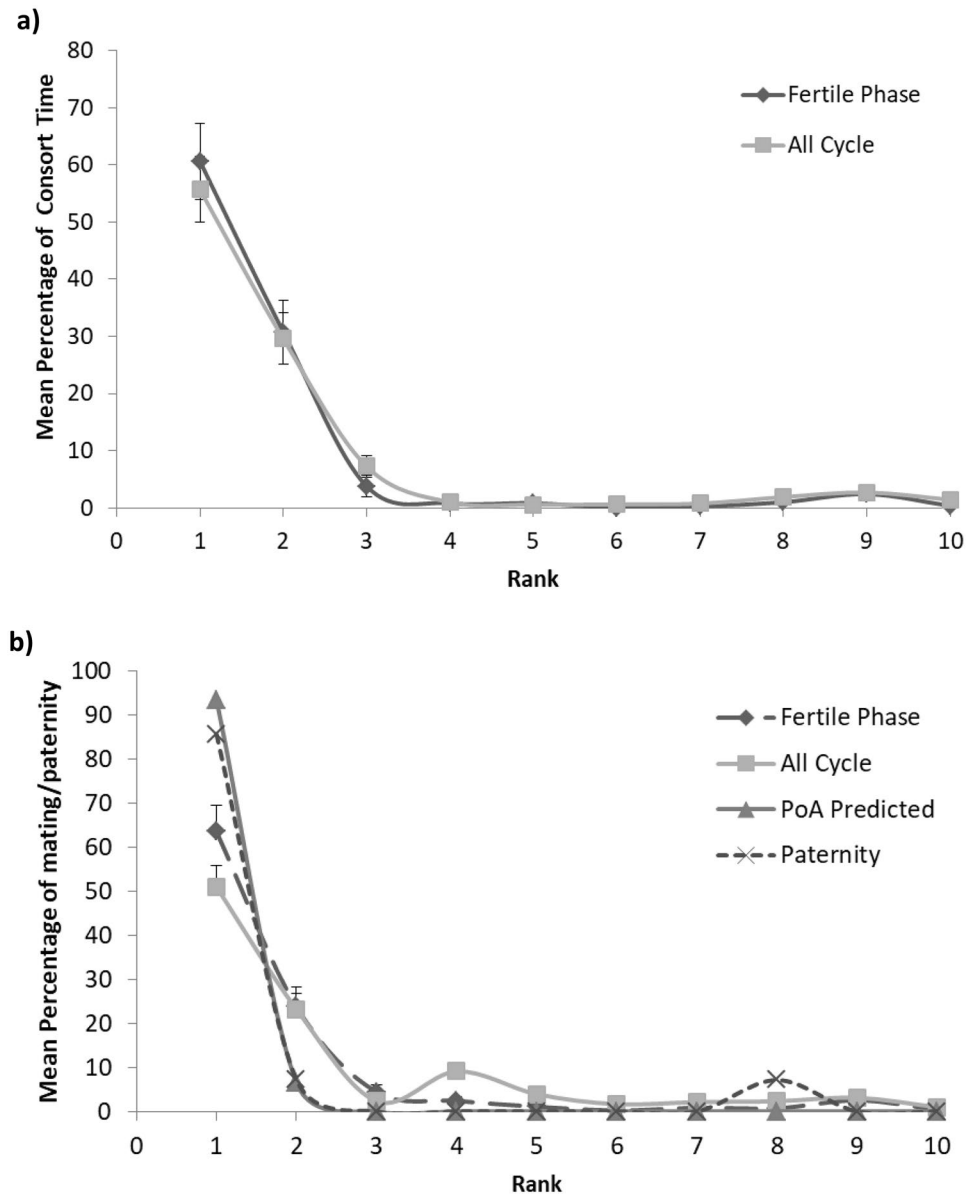 a)
Mean Percentage of Consort Time
80
70
60
50
40
30
20
10
0
Fertile Phase
All Cycle
0 1 2 3 4 5 6 7 8 9 10
Rank
b)
Mean Percentage of mating/paternity
100
90
80
70
60
50
40
30
20
10
0
Fertile Phase
All Cycle
PoA Predicted
Paternity
0 1 2 3 4 5 6 7 8 9 10
Rank